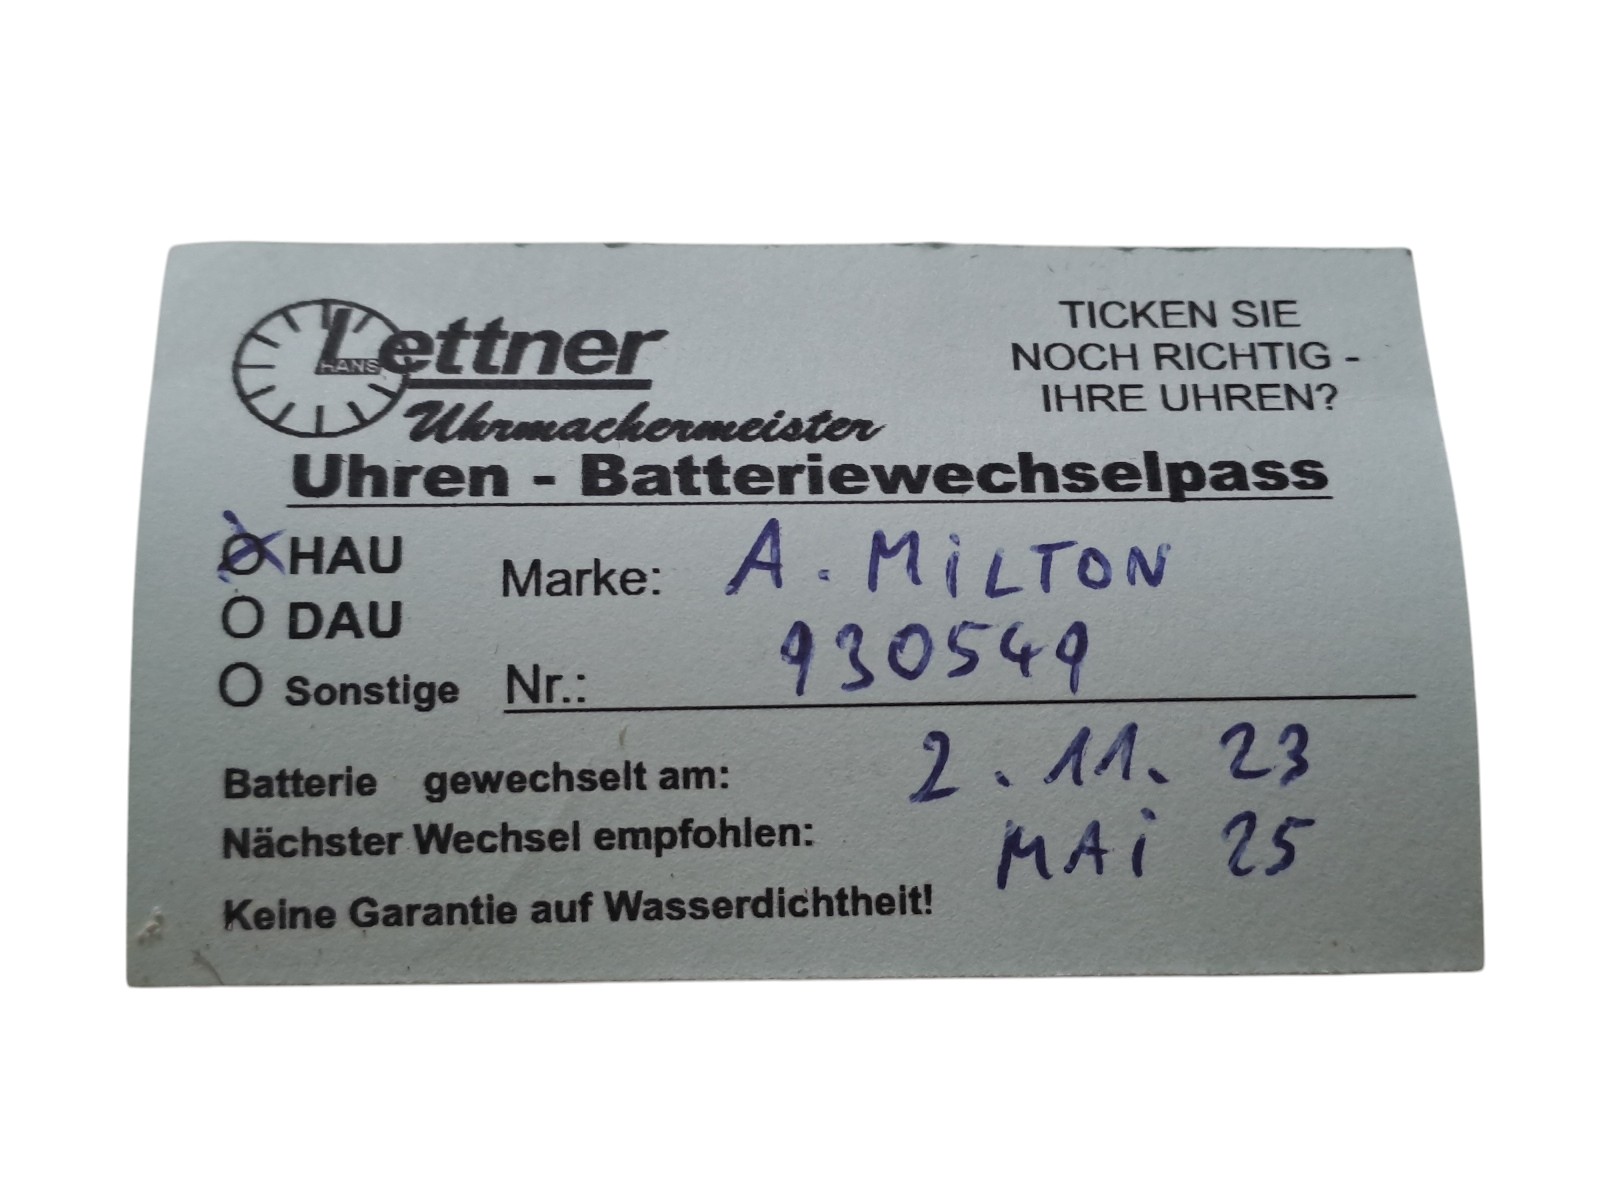 Lettner
HANS
Uhrmachermeister
TICKEN SIE
NOCH RICHTIG -
IHRE UHREN?
Uhren - Batteriewechselpass
HAU
DAU
Sonstige
Marke: A. MiLTON
Nr.: 930549
Batterie gewechselt am: 2. 11. 23
Nächster Wechsel empfohlen: MAi 25
Keine Garantie auf Wasserdichtheit!